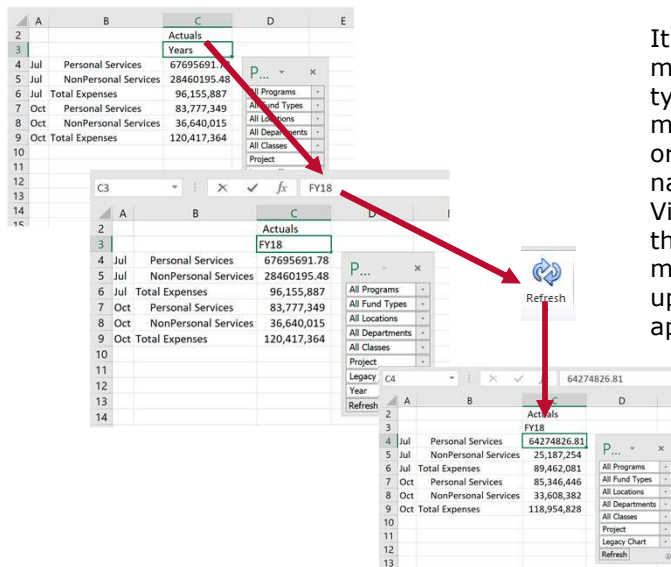 A B C D E
2 Actuals
3 Years
4 Jul Personal Services 67695691.78
5 Jul NonPersonal Services 28460195.48
6 Jul Total Expenses 96,155,887
7 Oct Personal Services 83,777,349
8 Oct NonPersonal Services 36,640,015
9 Oct Total Expenses 120,417,364
10
11
12
13
14
15
P...
All Programs
All Fund Types
All Locations
All Departments
All Classes
Project
C3 fx FY18
A B C D
2 Actuals
3 FY18
4 Jul Personal Services 67695691.78
5 Jul NonPersonal Services 28460195.48
6 Jul Total Expenses 96,155,887
7 Oct Personal Services 83,777,349
8 Oct NonPersonal Services 36,640,015
9 Oct Total Expenses 120,417,364
10
11
12
13
14
P...
All Programs
All Fund Types
All Locations
All Departments
All Classes
Project
Legacy
Year
Refresh
Refresh
C4 64274826.81
A B C D
2 Actuals
3 FY18
4 Jul Personal Services 64274826.81
5 Jul NonPersonal Services 25,187,254
6 Jul Total Expenses 89,462,081
7 Oct Personal Services 85,346,446
8 Oct NonPersonal Services 33,608,382
9 Oct Total Expenses 118,954,828
10
11
12
13
P...
All Programs
All Fund Types
All Locations
All Departments
All Classes
Project
Legacy Chart
Refresh
It
m
ty
m
or
na
Vi
th
m
up
ap